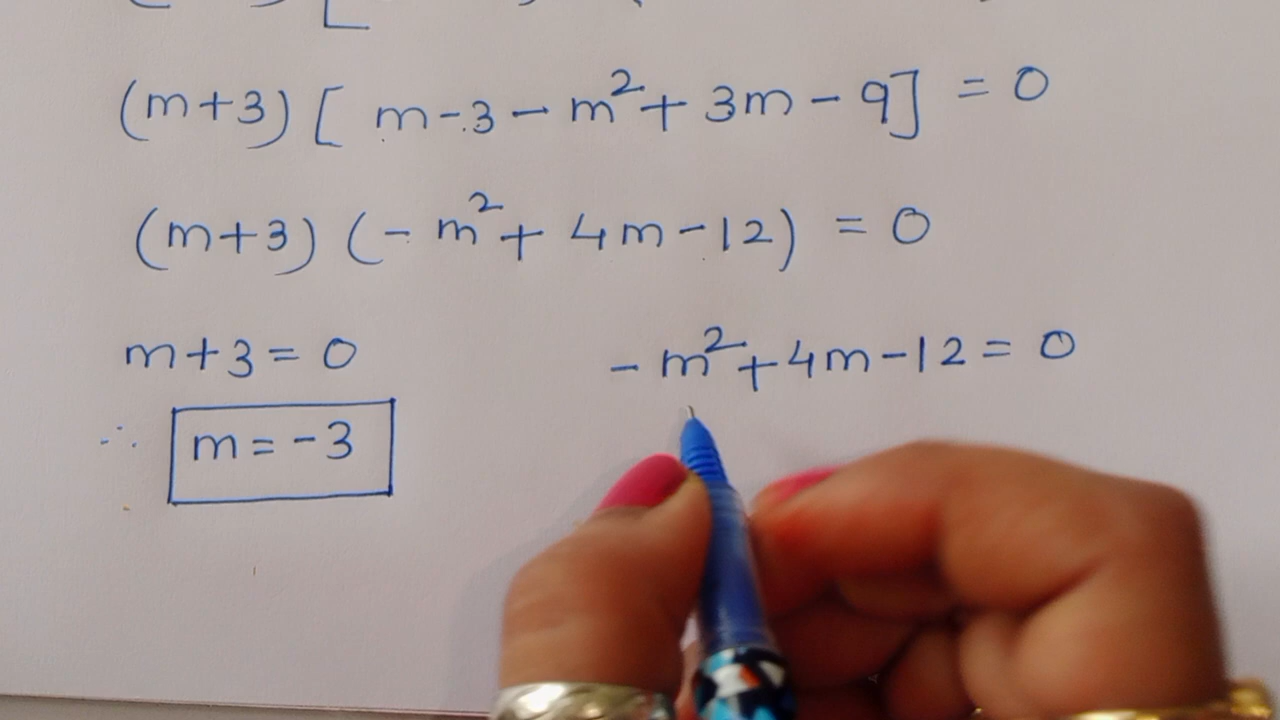 (m+3) [ m-3-m²+3m-9] = 0
(m+3) (-m²+4m-12) = 0
m+3=0
-m²+4m-12=0
∴ m=-3